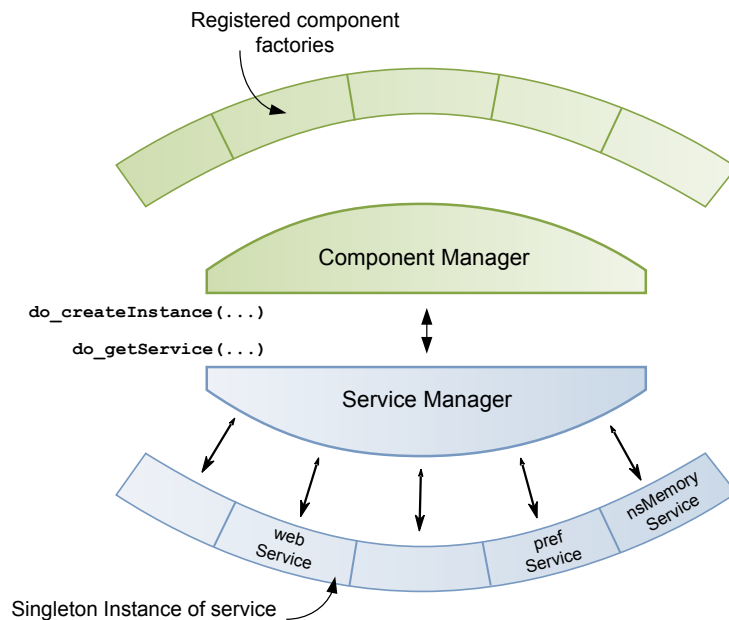 Registered component
factories
Component Manager
do_createInstance(...)
do_getService(...)
Service Manager
web
Service
pref
Service
nsMemory
Service
Singleton Instance of service